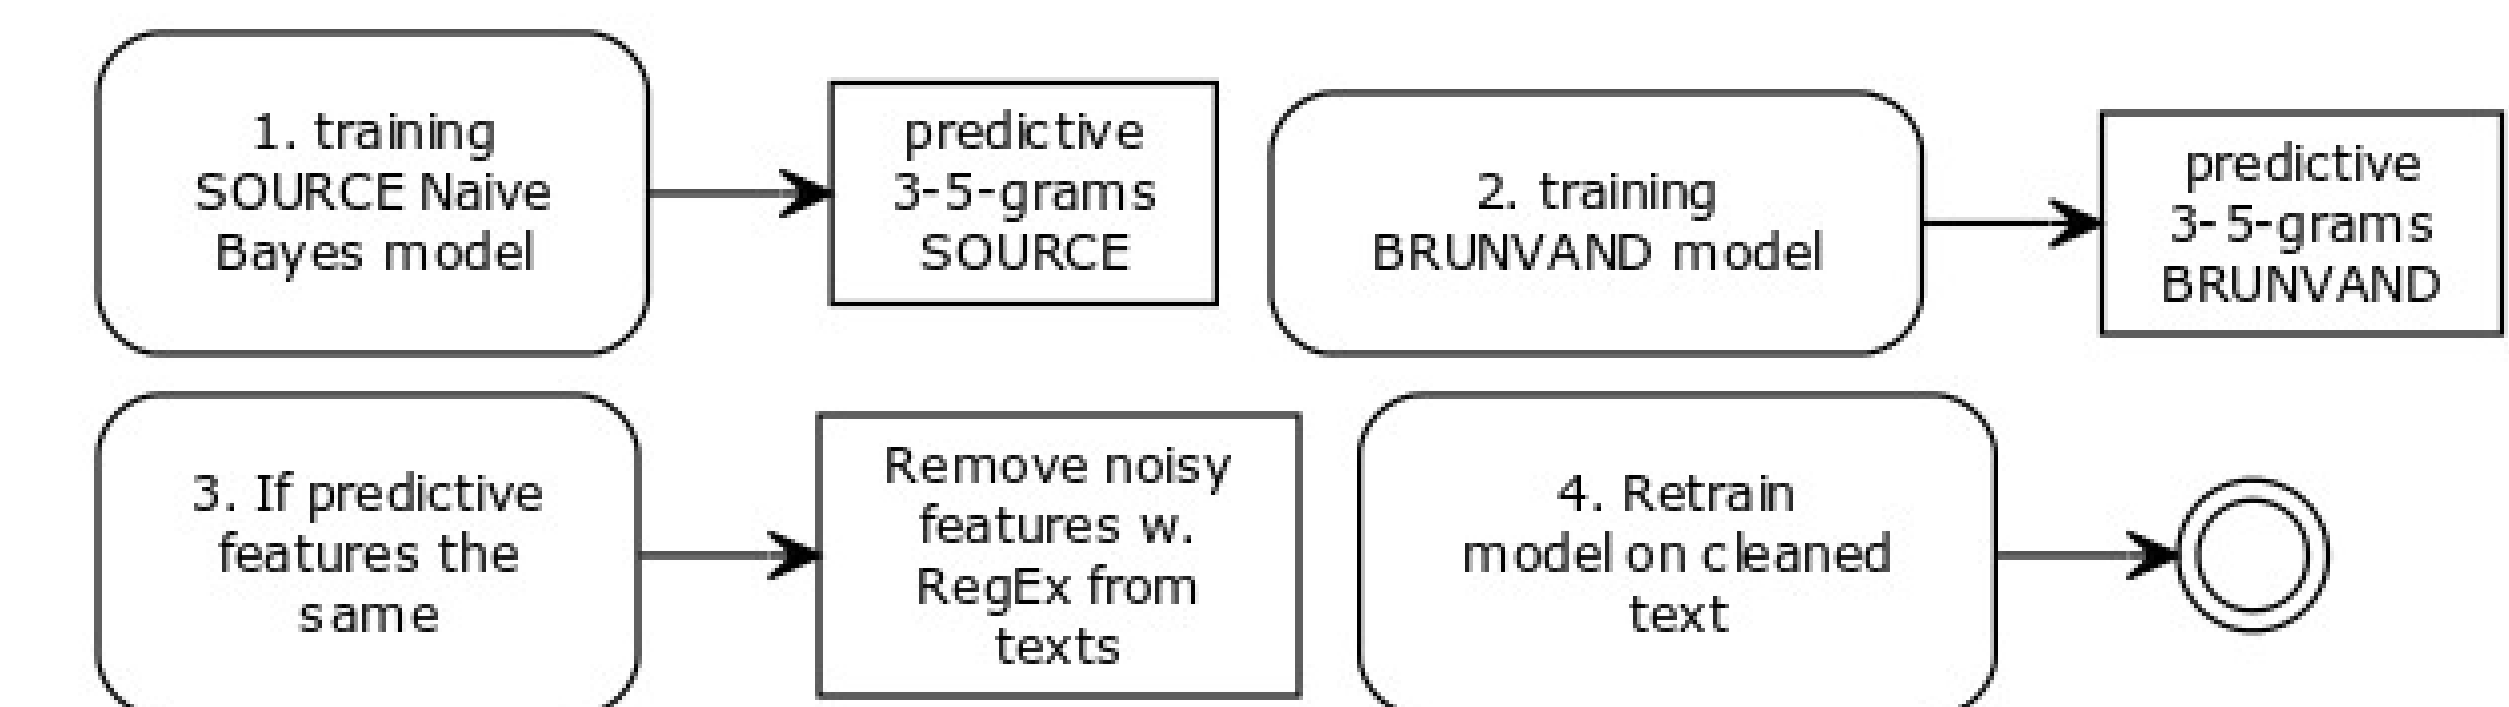 1. training
SOURCE Naive
Bayes model
predictive
3-5-grams
SOURCE
2. training
BRUNVAND model
predictive
3-5-grams
BRUNVAND
3. If predictive
features the
same
Remove noisy
features w.
RegEx from
texts
4. Retrain
model on cleaned
text